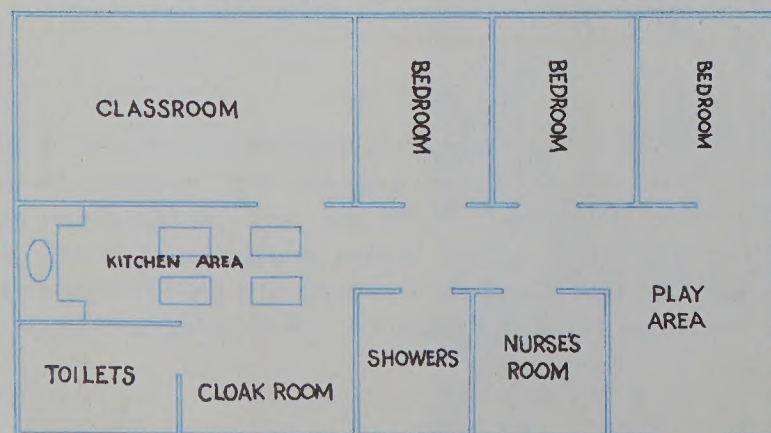 CLASSROOM
BEDROOM
BEDROOM
BEDROOM
KITCHEN AREA
PLAY
AREA
TOILETS
CLOAK ROOM
SHOWERS
NURSE'S
ROOM